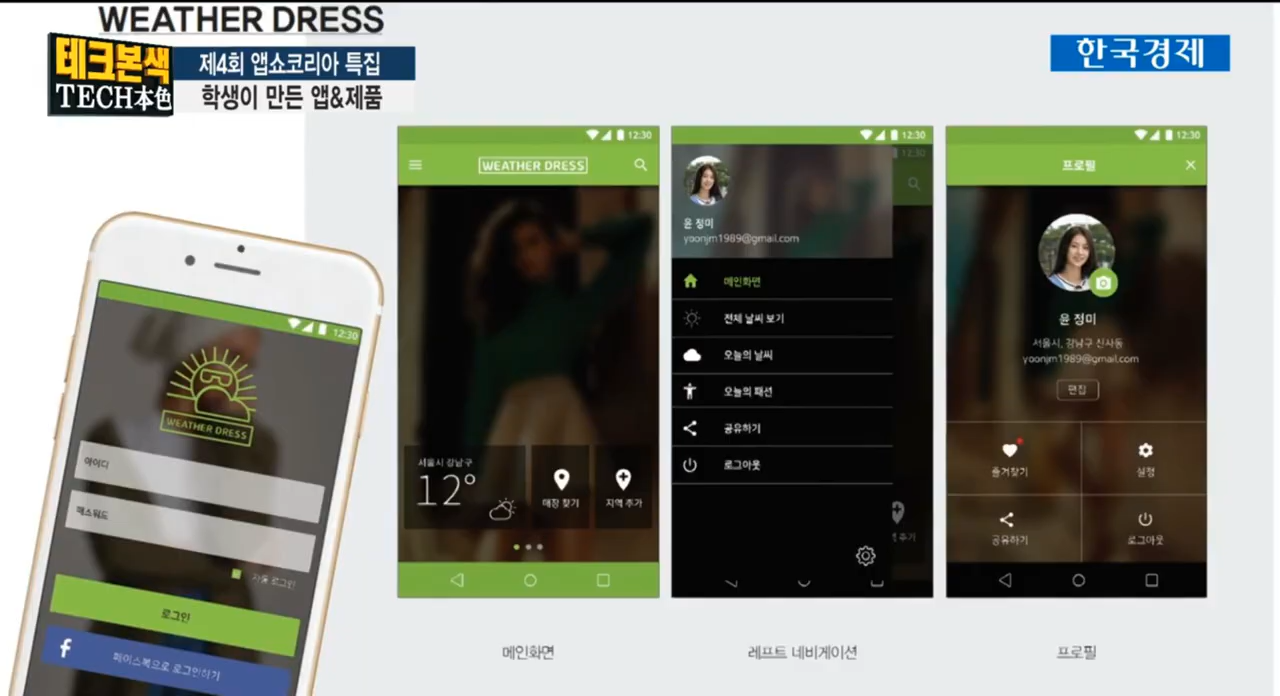 WEATHER DRESS
테크본색
TECH本色
제4회 앱쇼코리아 특집
학생이 만든 앱&제품
한국경제
12:30
WEATHER DRESS
아이디
패스워드
자동 로그인
로그인
f
페이스북으로 로그인하기
12:30
WEATHER DRESS
서울시 강남구
12°
매장 찾기
지역 추가
메인화면
12:30
12:30
윤 정미
yoonjm1989@gmail.com
메인화면
전체 날씨 보기
오늘의 날씨
오늘의 패션
공유하기
로그아웃
추가
레프트 네비게이션
12:30
프로필
윤 정미
서울시, 강남구 신사동
yoonjm1989@gmail.com
편집
즐겨찾기
설정
공유하기
로그아웃
프로필